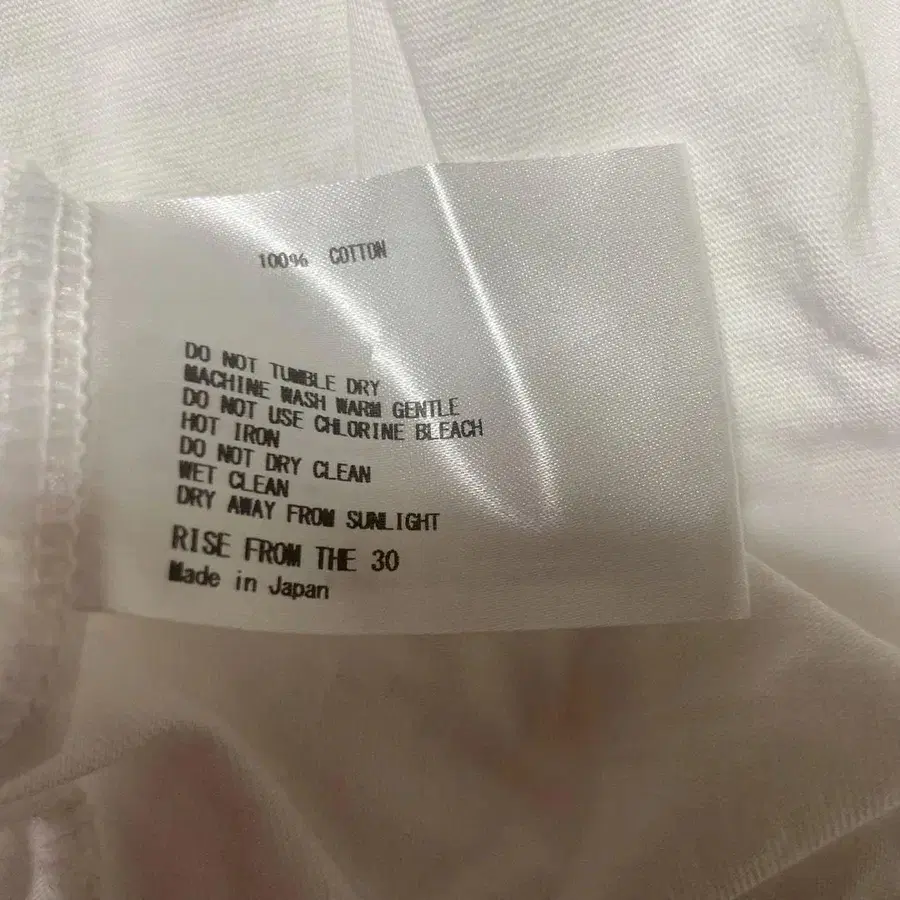 100% COTTON
DO NOT TUMBLE DRY
MACHINE WASH WARM GENTLE
DO NOT USE CHLORINE BLEACH
HOT IRON
DO NOT DRY CLEAN
WET CLEAN
DRY AWAY FROM SUNLIGHT
RISE FROM THE 30
Made in Japan